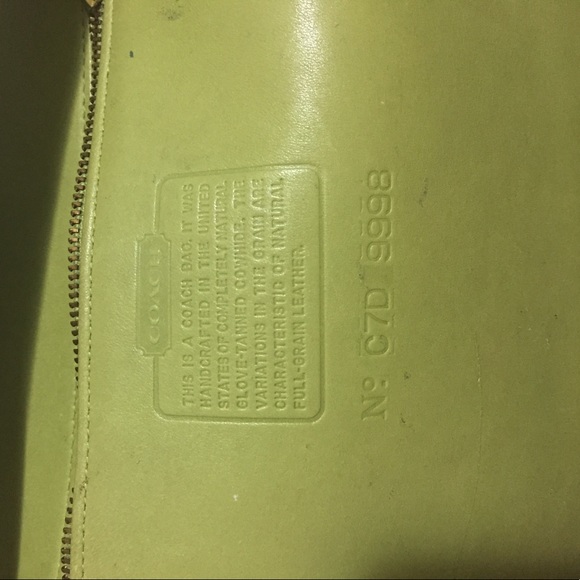 COACH
THIS IS A COACH BAG. IT WAS
HANDCRAFTED IN THE UNITED
STATES OF COMPLETELY NATURAL
GLOVE-TANNED COWHIDE. THE
VARIATIONS IN THE GRAIN ARE
CHARACTERISTIC OF NATURAL,
FULL-GRAIN LEATHER.
Nº C7D 9998